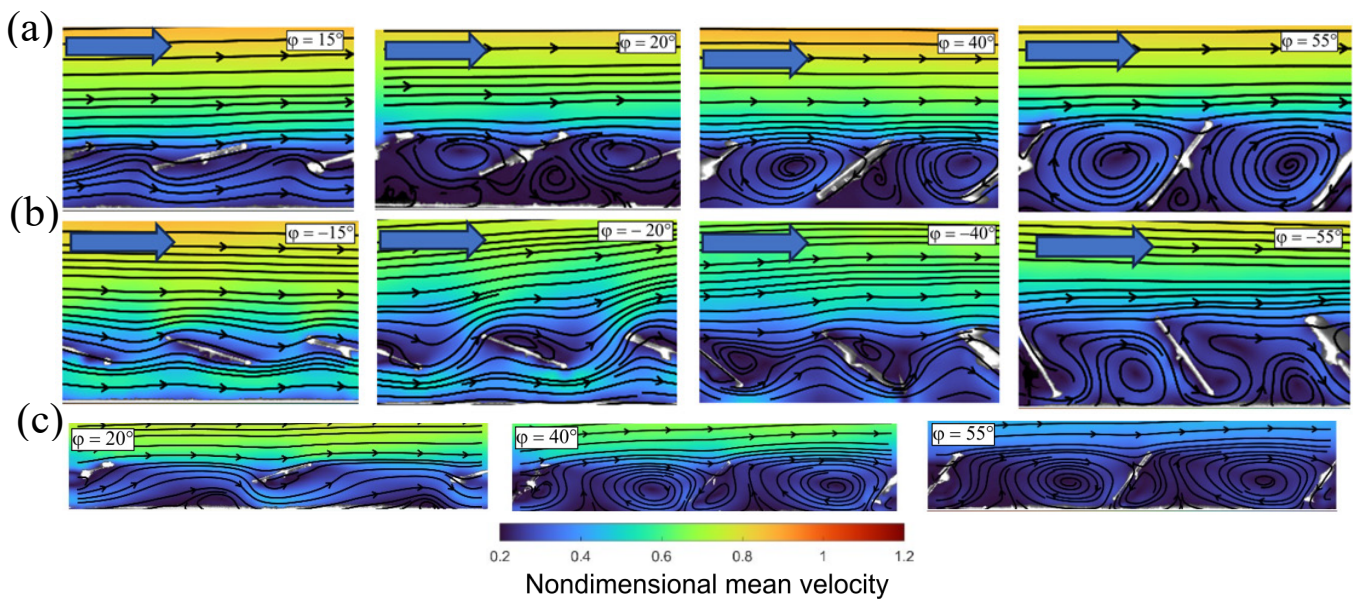 (a)
φ = 15°
φ = 20°
φ = 40°
φ = 55°
(b)
φ = −15°
φ = − 20°
φ = −40°
φ = −55°
(c)
φ = 20°
φ = 40°
φ = 55°
0.2 0.4 0.6 0.8 1 1.2
Nondimensional mean velocity